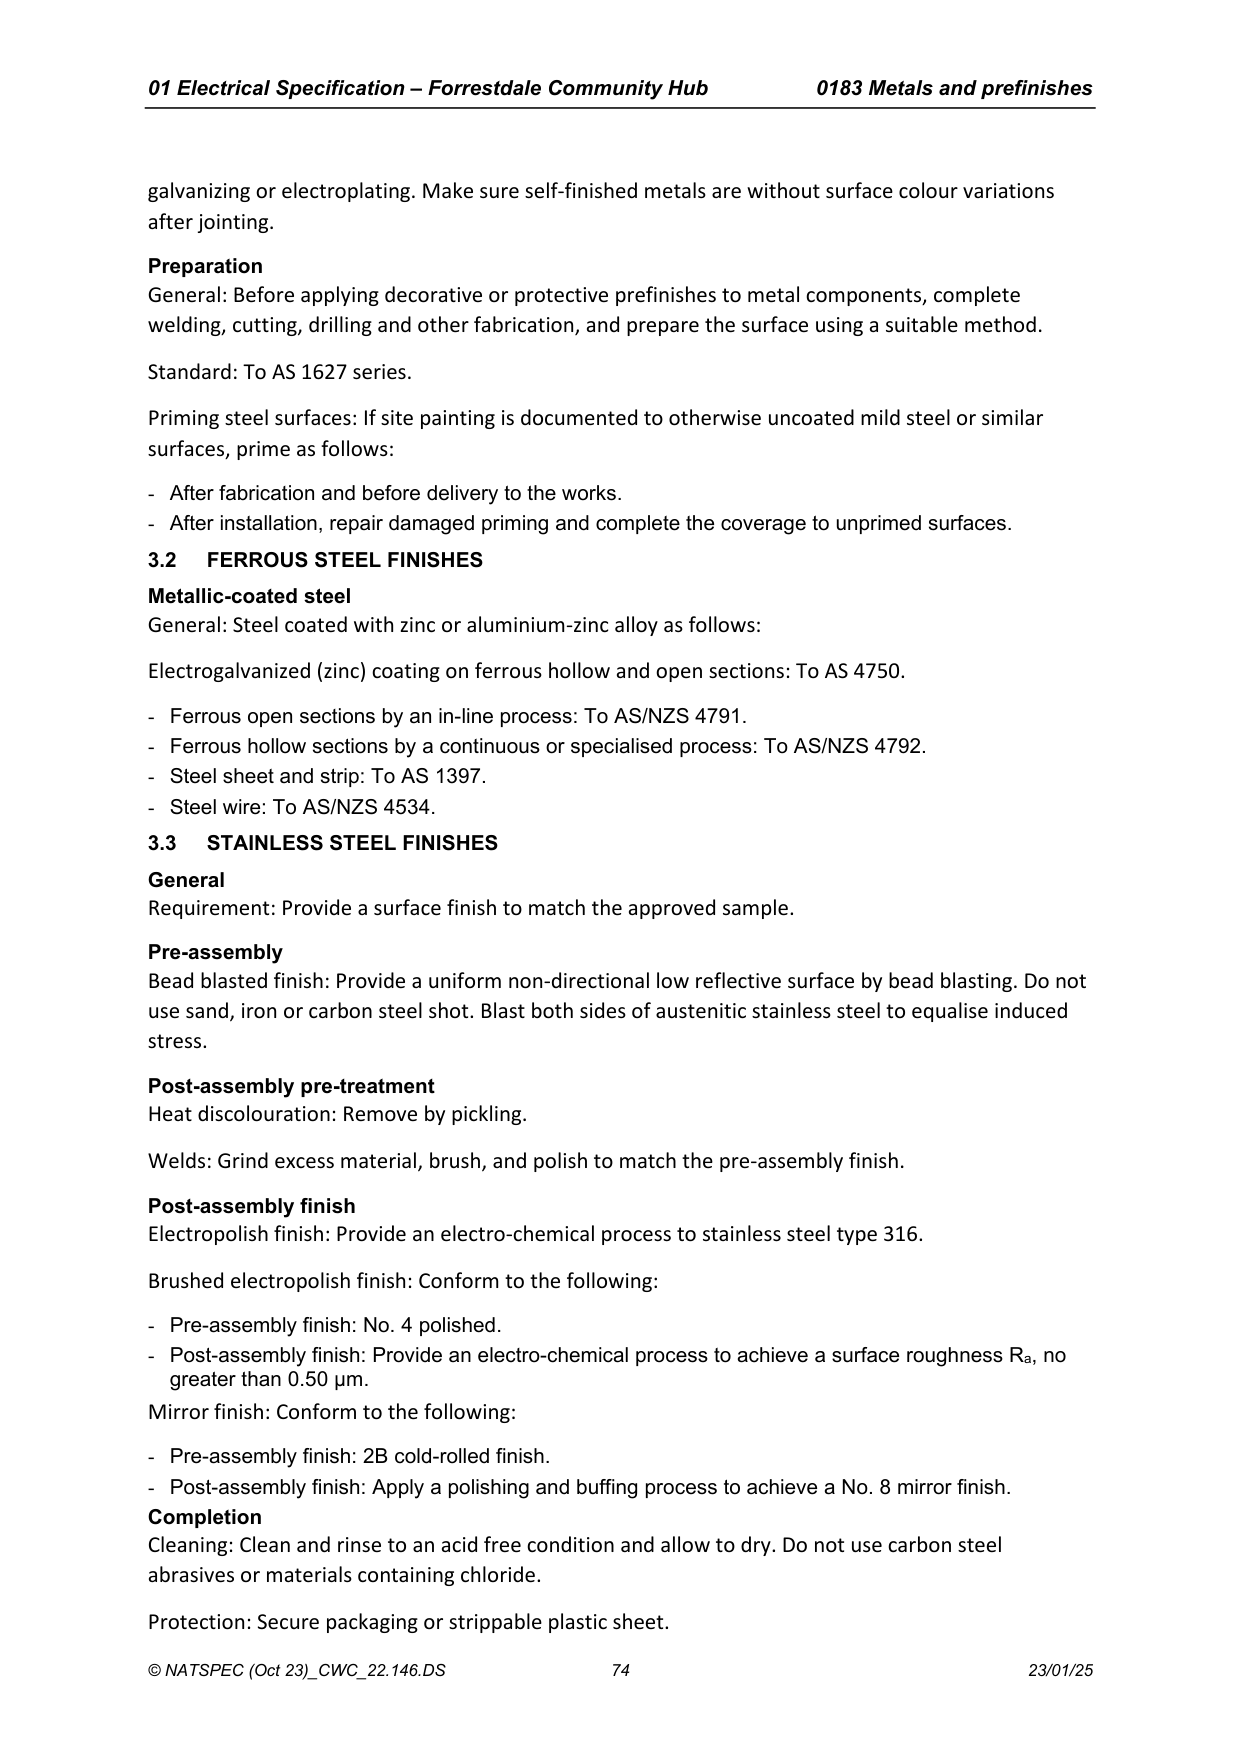 01 Electrical Specification – Forrestdale Community Hub 0183 Metals and prefinishes
galvanizing or electroplating. Make sure self-finished metals are without surface colour variations
after jointing.
Preparation
General: Before applying decorative or protective prefinishes to metal components, complete
welding, cutting, drilling and other fabrication, and prepare the surface using a suitable method.
Standard: To AS 1627 series.
Priming steel surfaces: If site painting is documented to otherwise uncoated mild steel or similar
surfaces, prime as follows:
- After fabrication and before delivery to the works.
- After installation, repair damaged priming and complete the coverage to unprimed surfaces.
3.2 FERROUS STEEL FINISHES
Metallic-coated steel
General: Steel coated with zinc or aluminium-zinc alloy as follows:
Electrogalvanized (zinc) coating on ferrous hollow and open sections: To AS 4750.
- Ferrous open sections by an in-line process: To AS/NZS 4791.
- Ferrous hollow sections by a continuous or specialised process: To AS/NZS 4792.
- Steel sheet and strip: To AS 1397.
- Steel wire: To AS/NZS 4534.
3.3 STAINLESS STEEL FINISHES
General
Requirement: Provide a surface finish to match the approved sample.
Pre-assembly
Bead blasted finish: Provide a uniform non-directional low reflective surface by bead blasting. Do not
use sand, iron or carbon steel shot. Blast both sides of austenitic stainless steel to equalise induced
stress.
Post-assembly pre-treatment
Heat discolouration: Remove by pickling.
Welds: Grind excess material, brush, and polish to match the pre-assembly finish.
Post-assembly finish
Electropolish finish: Provide an electro-chemical process to stainless steel type 316.
Brushed electropolish finish: Conform to the following:
- Pre-assembly finish: No. 4 polished.
- Post-assembly finish: Provide an electro-chemical process to achieve a surface roughness Rₐ, no
greater than 0.50 µm.
Mirror finish: Conform to the following:
- Pre-assembly finish: 2B cold-rolled finish.
- Post-assembly finish: Apply a polishing and buffing process to achieve a No. 8 mirror finish.
Completion
Cleaning: Clean and rinse to an acid free condition and allow to dry. Do not use carbon steel
abrasives or materials containing chloride.
Protection: Secure packaging or strippable plastic sheet.
© NATSPEC (Oct 23)_CWC_22.146.DS 74 23/01/25